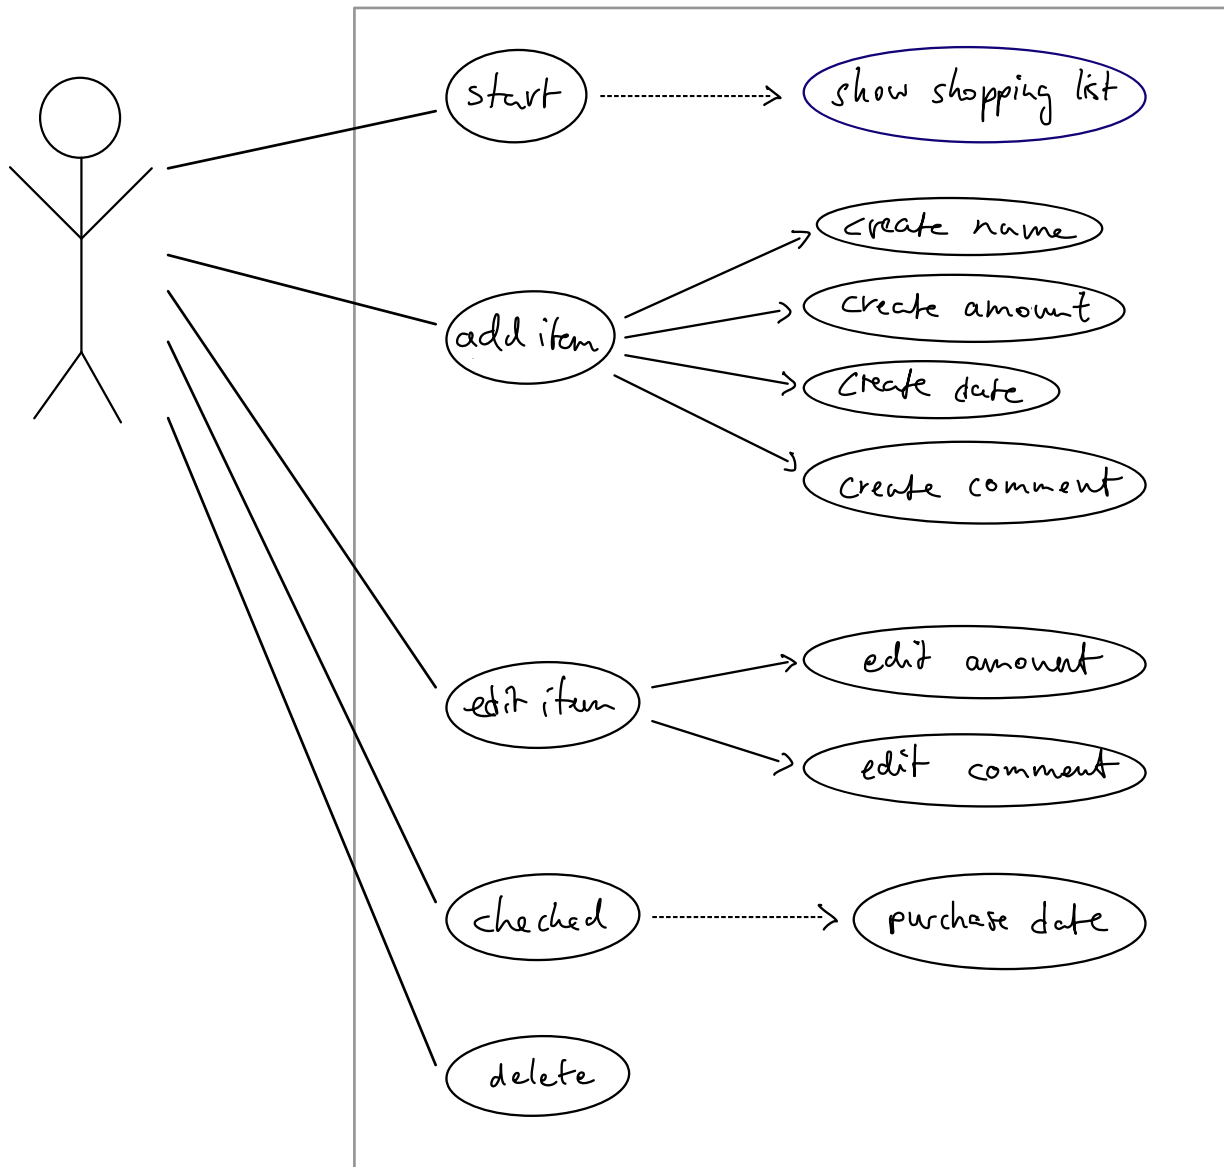 start
show shopping list
create name
create amount
add item
create date
create comment
edit amount
edit item
edit comment
checked
purchase date
delete